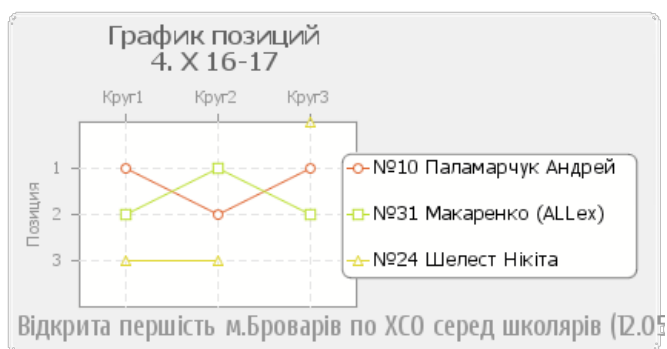 График позиций
4. Х 16-17
Круг1 Круг2 Круг3
Позиция
1
2
3
№10 Паламарчук Андрей
№31 Макаренко (ALLex)
№24 Шелест Нікіта
Відкрита першість м.Броварів по ХСО серед школярів (12.05